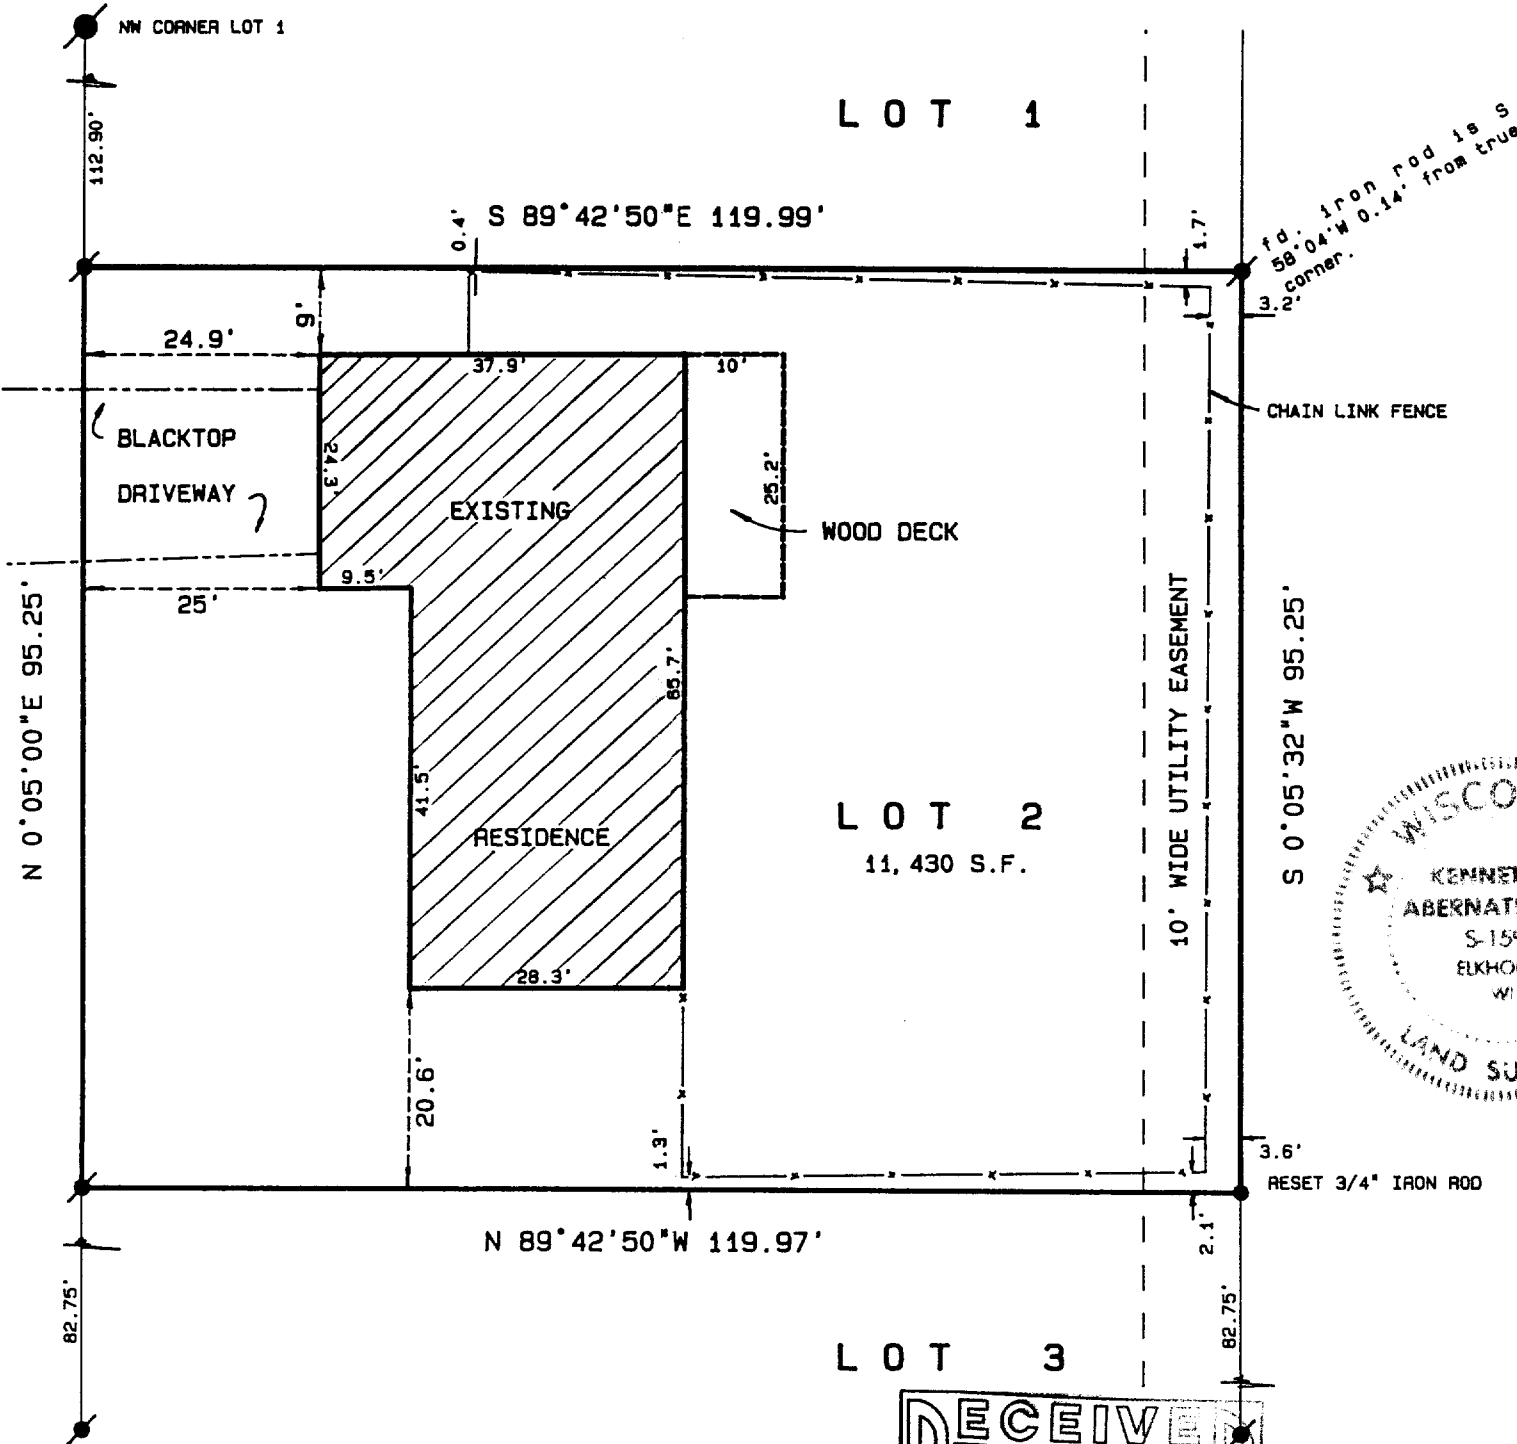 NW CORNER LOT 1
112.90'
LOT 1
fd. iron rod is S
58°04'W 0.14' from true
corner.
S 89°42'50"E 119.99'
0.4'
1.7'
3.2'
9'
24.9'
37.9'
10'
BLACKTOP
DRIVEWAY
24.3'
25.2'
CHAIN LINK FENCE
EXISTING
WOOD DECK
9.5'
25'
N 0°05'00"E 95.25'
65.7'
10' WIDE UTILITY EASEMENT
S 0°05'32"W 95.25'
41.5'
RESIDENCE
LOT 2
11,430 S.F.
28.3'
20.6'
1.3'
3.6'
RESET 3/4" IRON ROD
2.1'
N 89°42'50"W 119.97'
82.75'
82.75'
LOT 3
WISCO
KENNE
ABERNAT
S-15
ELKHO
WI
LAND SU
RECEIVE